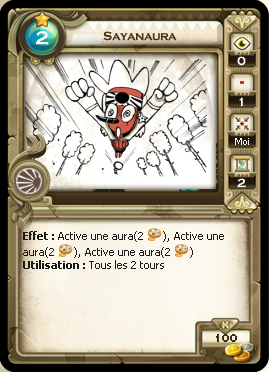 2
SAYANAURA
0
1
Moi
2
Effet : Active une aura(2 ), Active une
aura(2 ), Active une aura(2 )
Utilisation : Tous les 2 tours
K
100